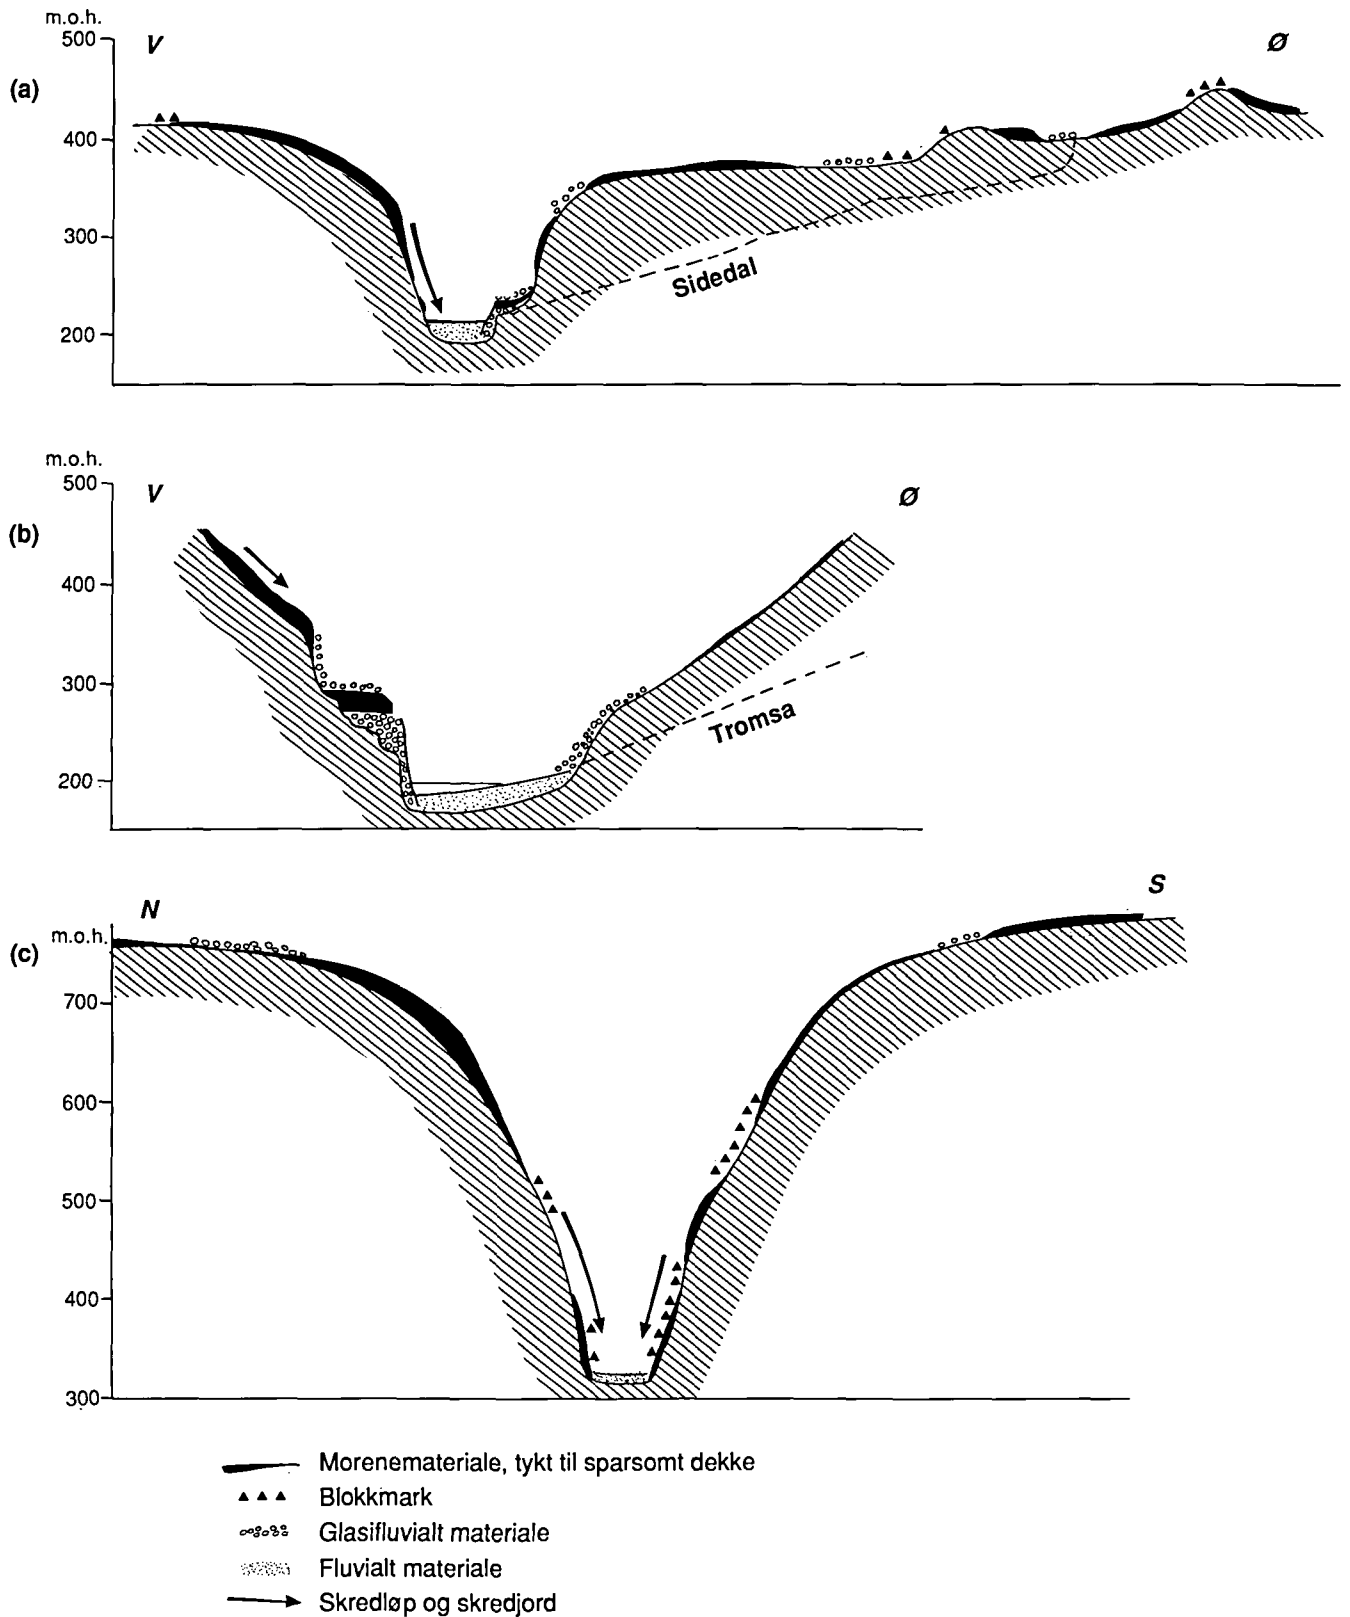 m.o.h.
500
V
Ø
(a)
400
300
Sidedal
200
m.o.h.
500
V
Ø
(b)
400
300
Tromsa
200
N
S
m.o.h.
(c)
700
600
500
400
300
Morenemateriale, tykt til sparsomt dekke
Blokkmark
Glasifluvialt materiale
Fluvialt materiale
Skredløp og skredjord